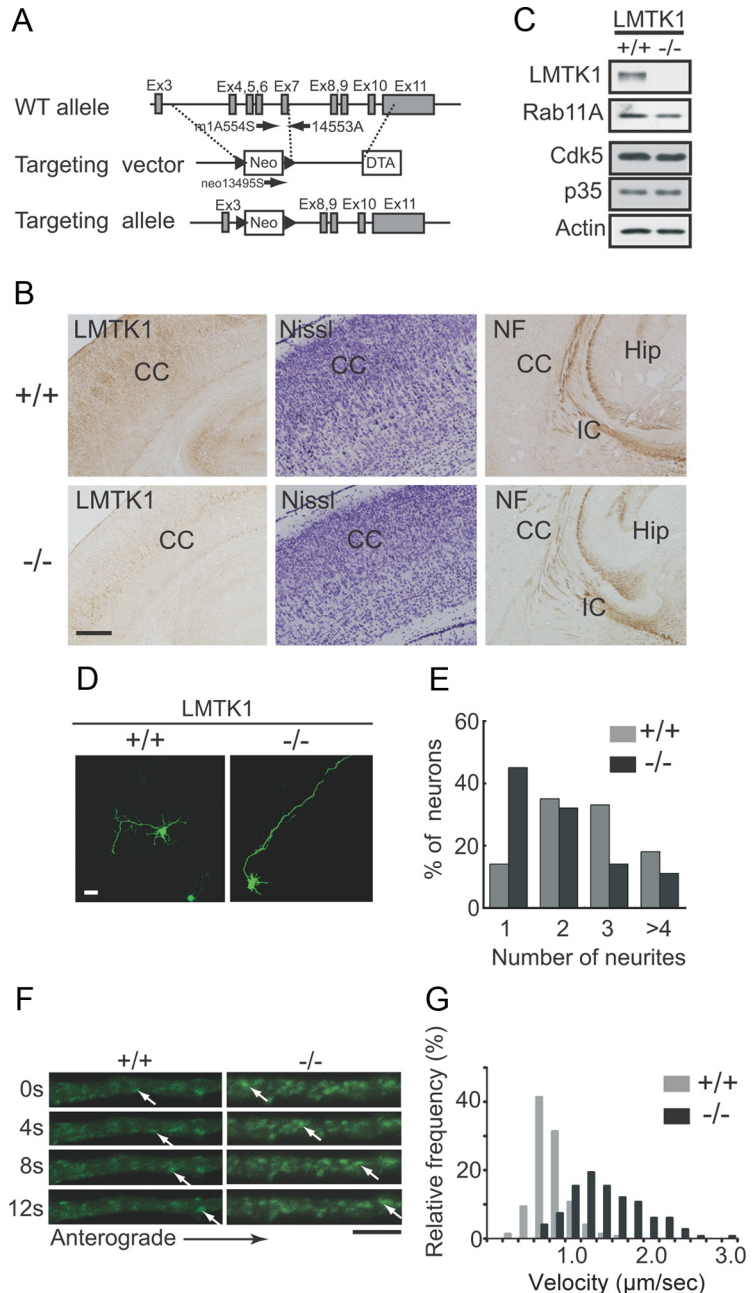 A
Ex3 Ex4,5,6 Ex7 Ex8,9 Ex10 Ex11
WT allele
m1A554S 14553A
Targeting vector Neo DTA
neo13495S
Ex3 Ex8,9 Ex10 Ex11
Targeting allele Neo
C
LMTK1
+/+ -/-
LMTK1
Rab11A
Cdk5
p35
Actin
B
LMTK1 Nissl NF
CC CC CC Hip
+/+
IC
LMTK1 Nissl NF
CC CC CC Hip
-/-
IC
D
LMTK1
+/+ -/-
E
60
40
20
0
% of neurons
+/+
-/-
1 2 3 >4
Number of neurites
F
+/+ -/-
0s
4s
8s
12s
Anterograde
G
Relative frequency (%)
40
20
0
+/+
-/-
1.0 2.0 3.0
Velocity (µm/sec)